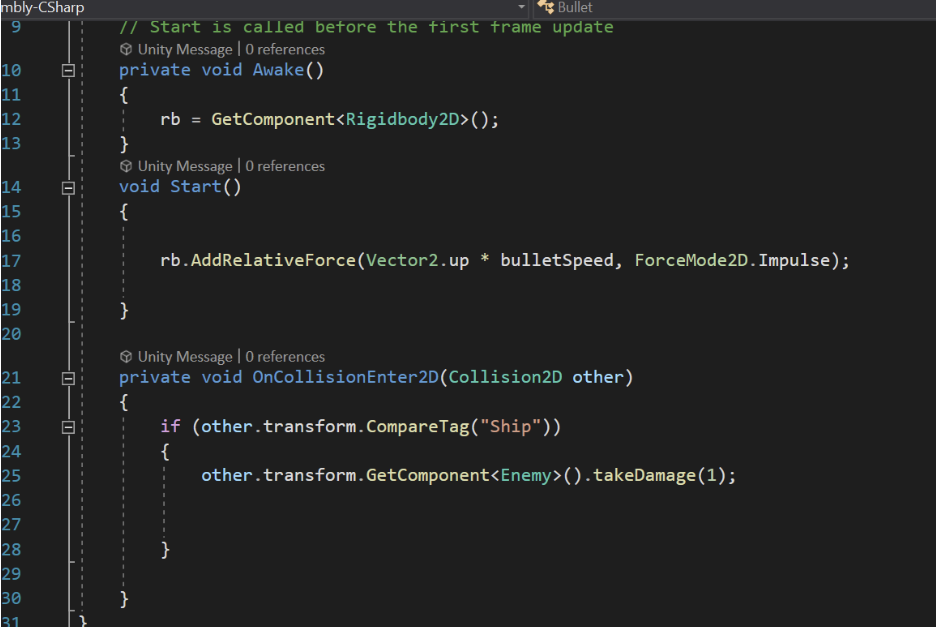 mbly-CSharp Bullet
9 // Start is called before the first frame update
Unity Message | 0 references
10 private void Awake()
11 {
12 rb = GetComponent<Rigidbody2D>();
13 }
Unity Message | 0 references
14 void Start()
15 {
16
17 rb.AddRelativeForce(Vector2.up * bulletSpeed, ForceMode2D.Impulse);
18
19 }
20
Unity Message | 0 references
21 private void OnCollisionEnter2D(Collision2D other)
22 {
23 if (other.transform.CompareTag("Ship"))
24 {
25 other.transform.GetComponent<Enemy>().takeDamage(1);
26
27
28 }
29
30 }
31 }